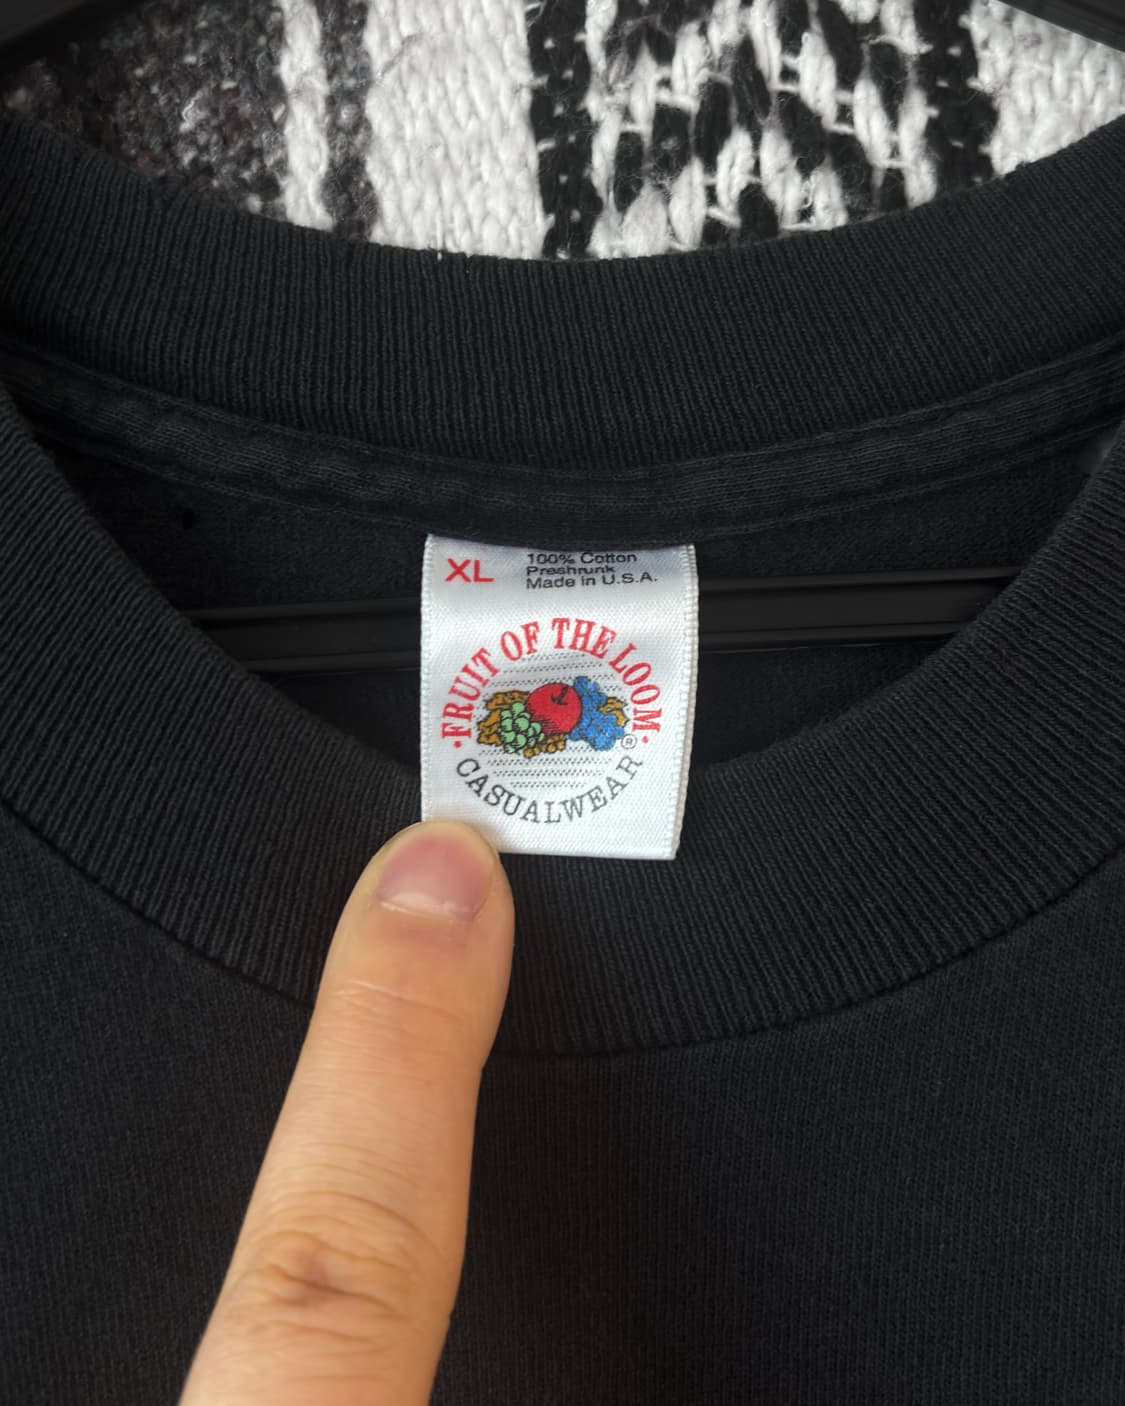 XL
100% Cotton
Preshrunk
Made in U.S.A.
·FRUIT OF THE LOOM·
®
CASUALWEAR